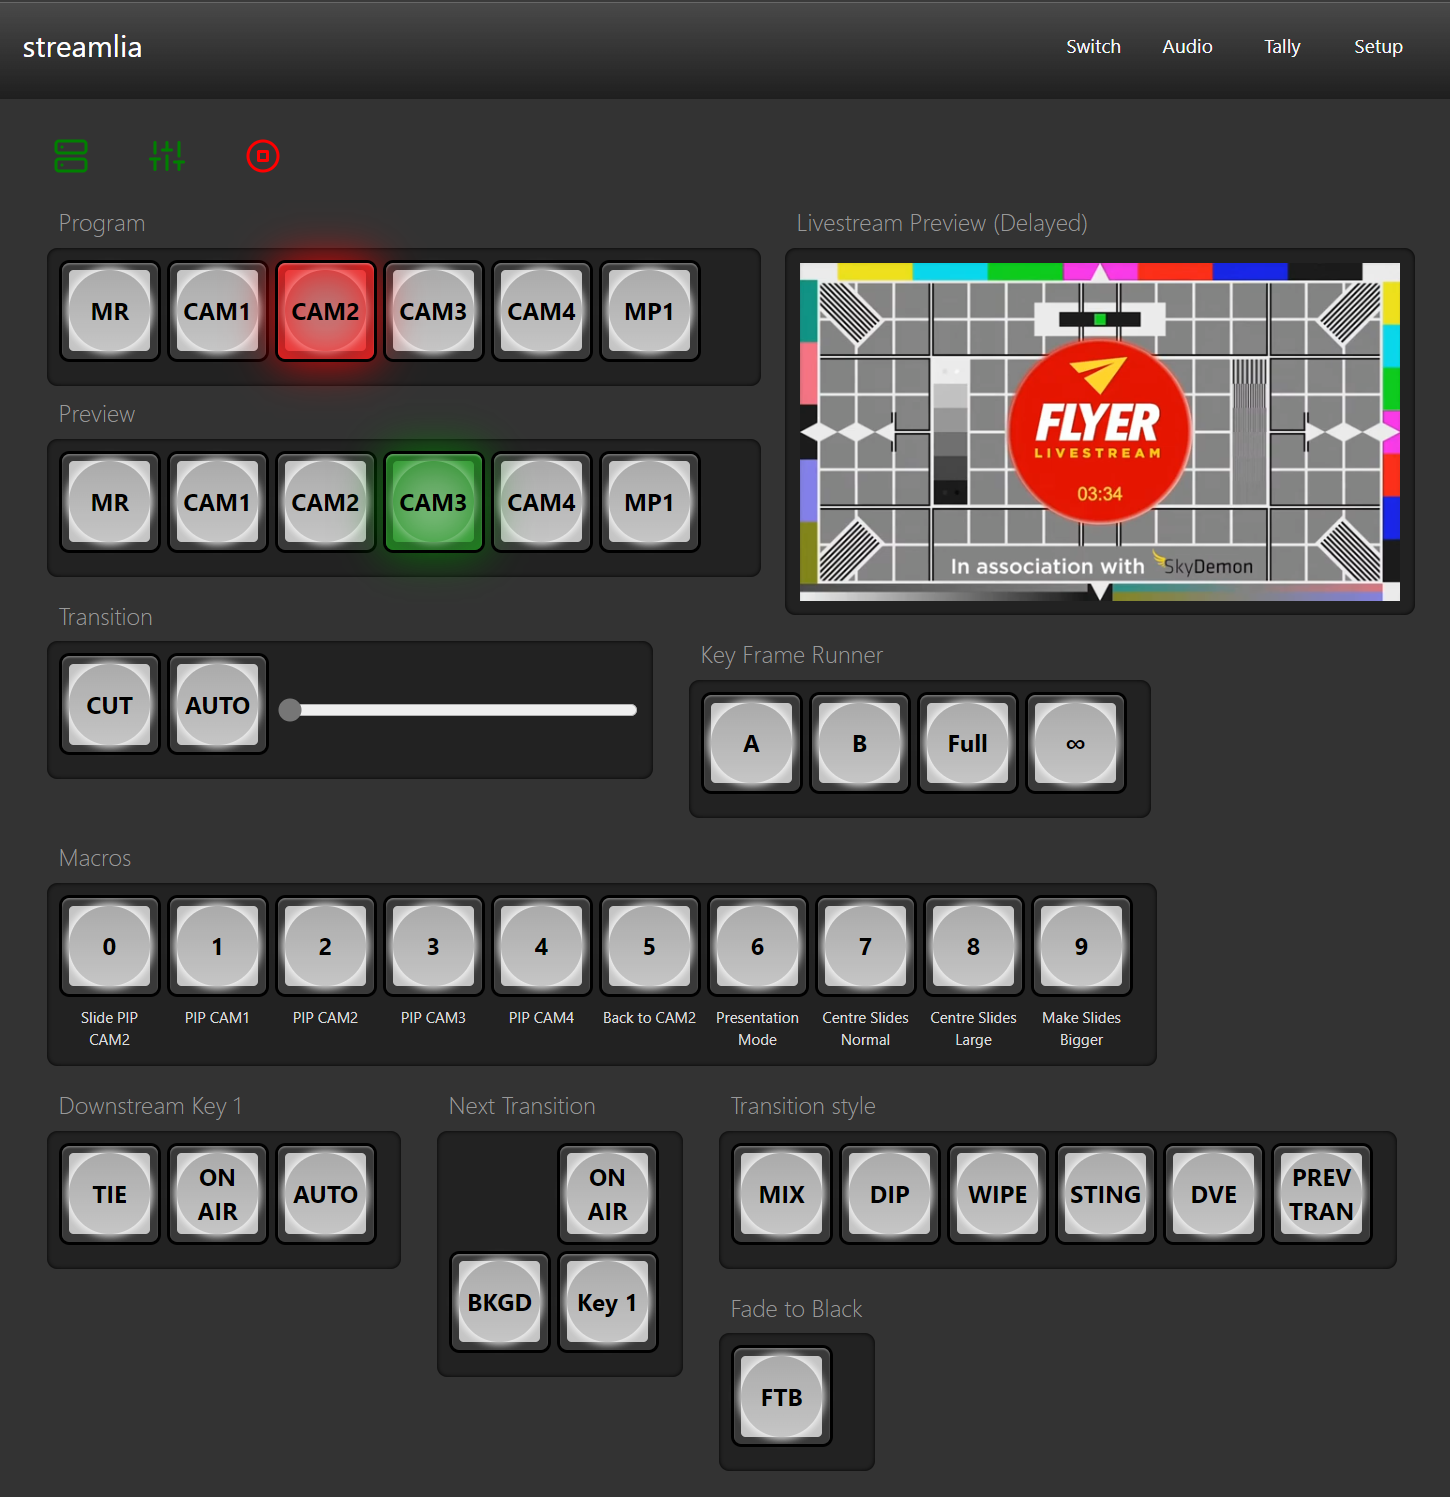 streamlia
Switch
Audio
Tally
Setup
Program
MR
CAM1
CAM2
CAM3
CAM4
MP1
Preview
MR
CAM1
CAM2
CAM3
CAM4
MP1
Livestream Preview (Delayed)
FLYER
LIVESTREAM
03:34
In association with SkyDemon
Transition
CUT
AUTO
Key Frame Runner
A
B
Full
∞
Macros
0
1
2
3
4
5
6
7
8
9
Slide PIP
CAM2
PIP CAM1
PIP CAM2
PIP CAM3
PIP CAM4
Back to CAM2
Presentation
Mode
Centre Slides
Normal
Centre Slides
Large
Make Slides
Bigger
Downstream Key 1
TIE
ON
AIR
AUTO
Next Transition
ON
AIR
BKGD
Key 1
Transition style
MIX
DIP
WIPE
STING
DVE
PREV
TRAN
Fade to Black
FTB